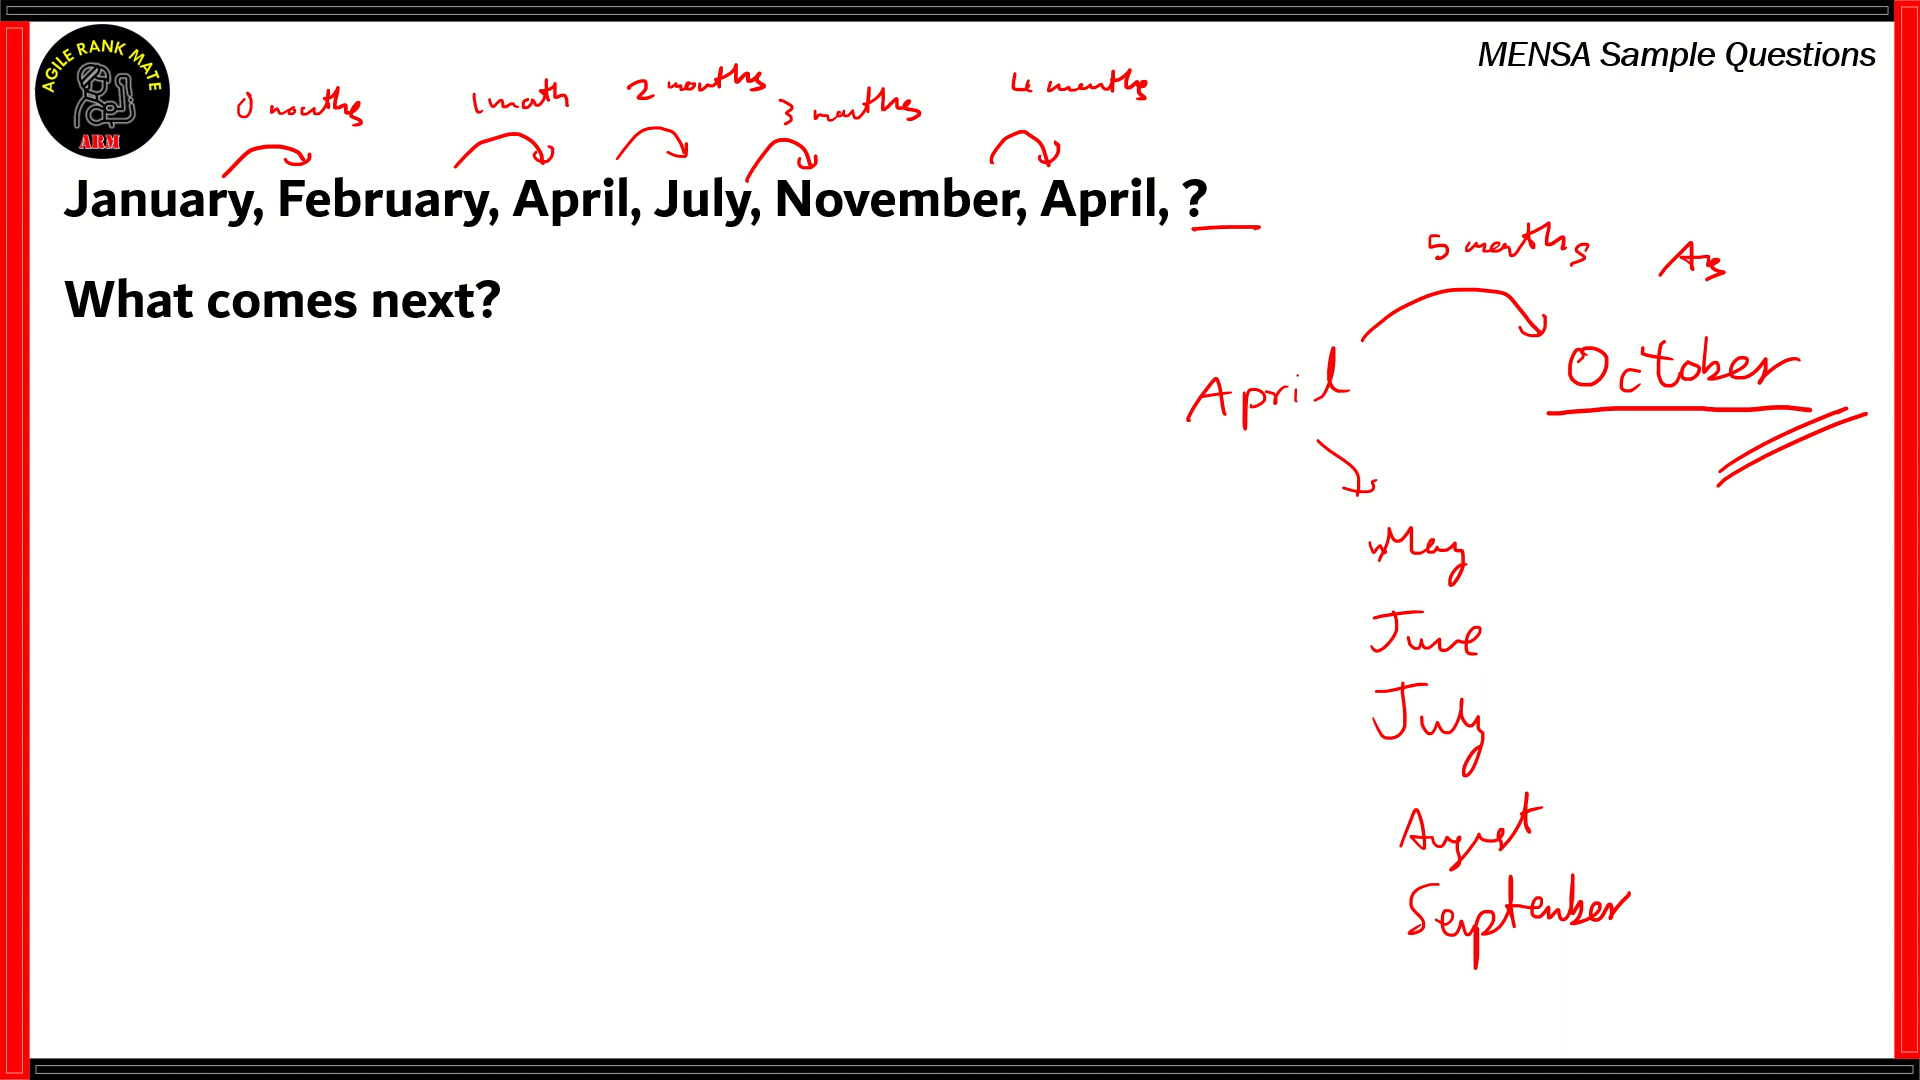 AGILE RANK MATE
ARM
MENSA Sample Questions
0 months 1 month 2 months 3 months 4 months
January, February, April, July, November, April, ?
5 months As
What comes next?
April October
May
June
July
August
September